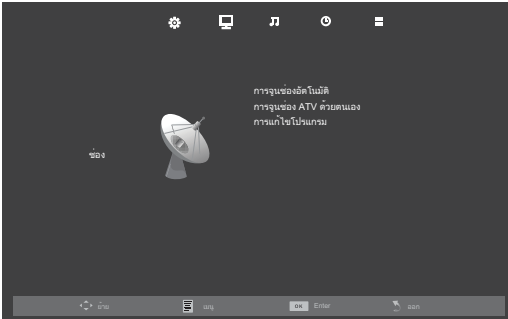 การจูนช่องอัตโนมัติ
การจูนช่อง ATV ด้วยตนเอง
การแก้ไขโปรแกรม
ช่อง
ย้าย
เมนู
OK Enter
ออก